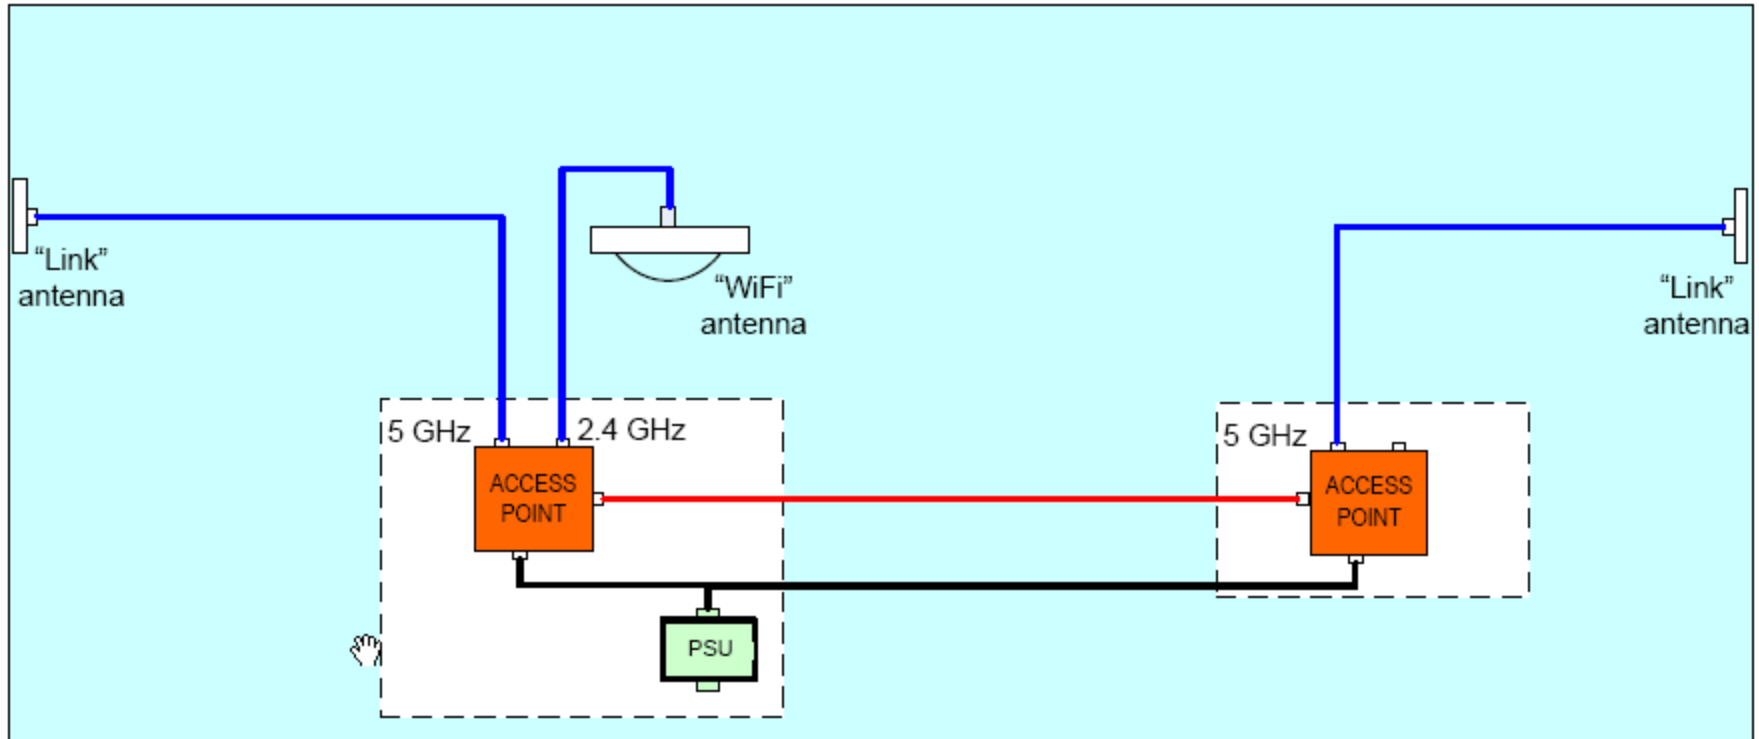 “Link”
antenna
“WiFi”
antenna
“Link”
antenna
5 GHz
2.4 GHz
5 GHz
ACCESS
POINT
ACCESS
POINT
PSU